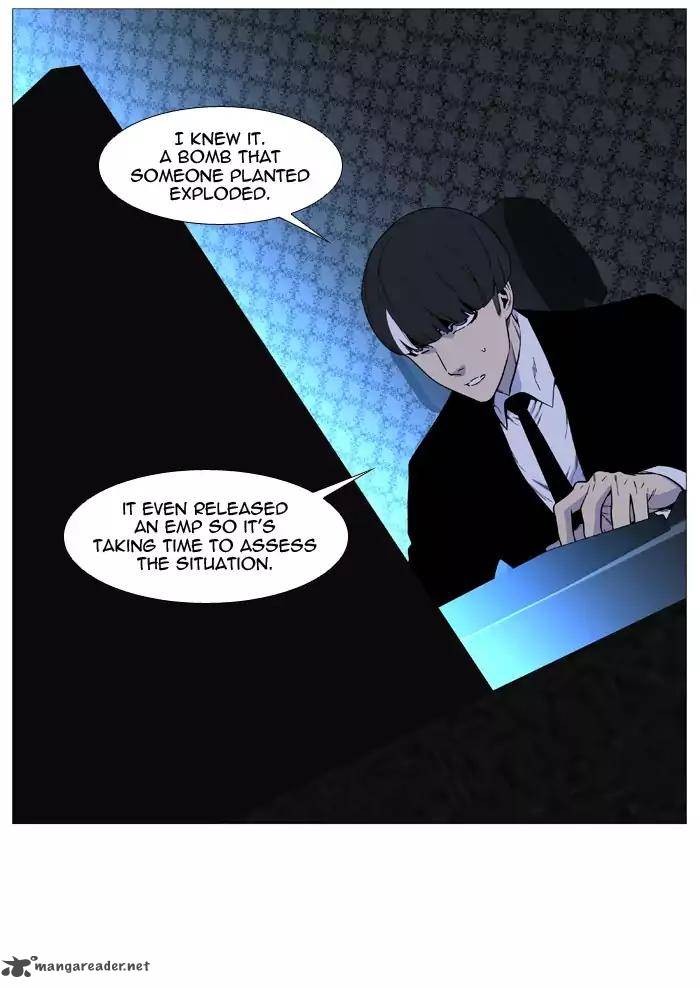 I KNEW IT.
A BOMB THAT
SOMEONE PLANTED
EXPLODED.
IT EVEN RELEASED
AN EMP SO IT'S
TAKING TIME TO ASSESS
THE SITUATION.
mangareader.net